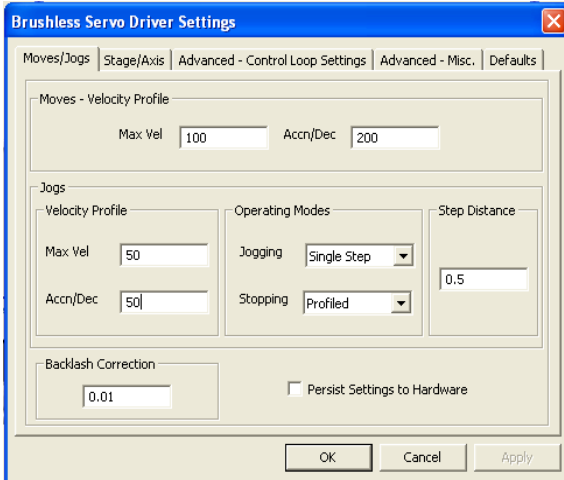 Brushless Servo Driver Settings
Moves/Jogs Stage/Axis Advanced - Control Loop Settings Advanced - Misc. Defaults
Moves - Velocity Profile
Max Vel 100 Accn/Dec 200
Jogs
Velocity Profile Operating Modes Step Distance
Max Vel 50 Jogging Single Step
0.5
Accn/Dec 50 Stopping Profiled
Backlash Correction
0.01 Persist Settings to Hardware
OK Cancel Apply